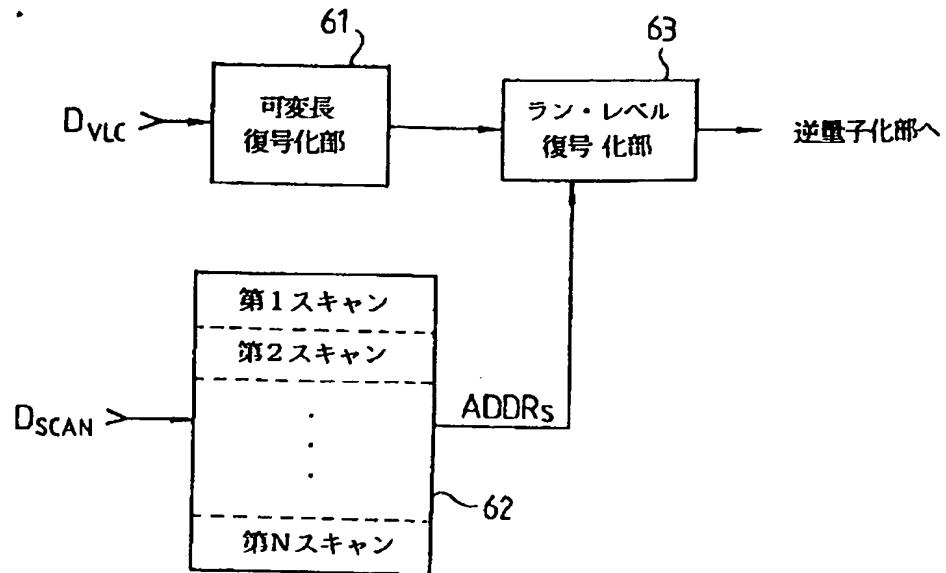 61
63
D_VLC
可変長
復号化部
ラン・レベル
復号 化部
逆量子化部へ
第1スキャン
第2スキャン
D_SCAN
ADDRs
62
第Nスキャン